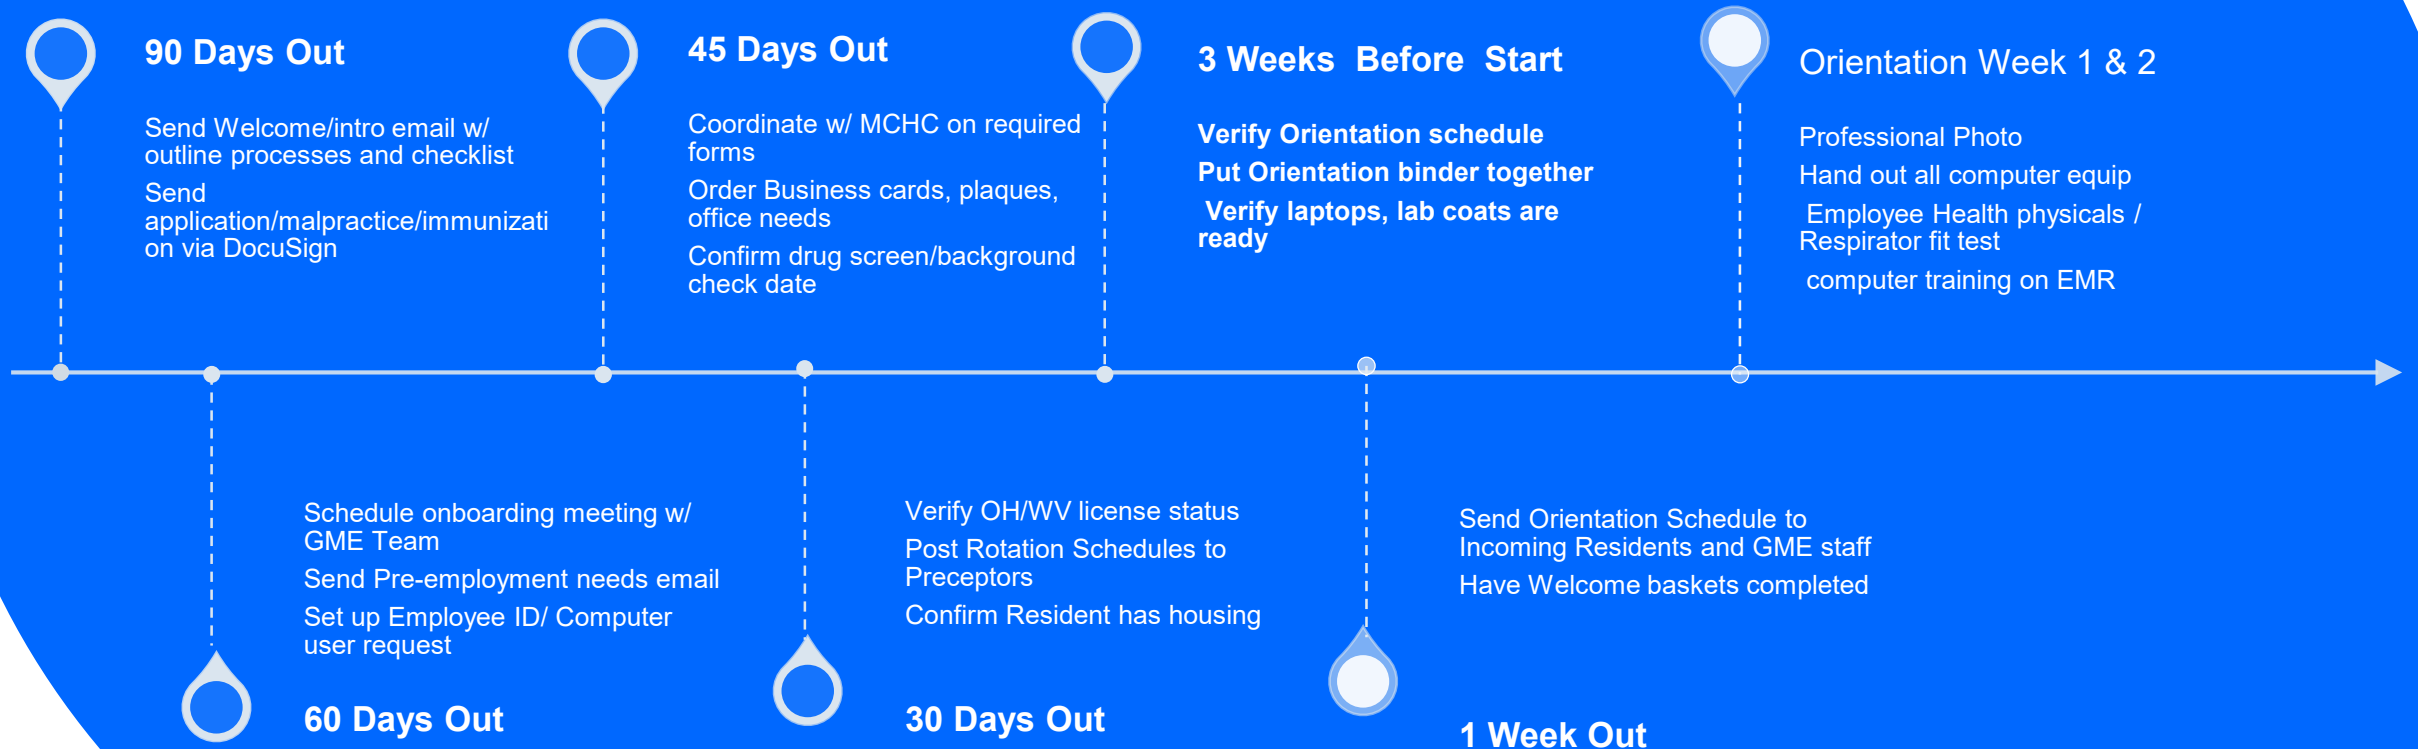 90 Days Out
Send Welcome/intro email w/
outline processes and checklist
Send
application/malpractice/immunizati
on via DocuSign
45 Days Out
Coordinate w/ MCHC on required
forms
Order Business cards, plaques,
office needs
Confirm drug screen/background
check date
3 Weeks Before Start
Verify Orientation schedule
Put Orientation binder together
Verify laptops, lab coats are
ready
Orientation Week 1 & 2
Professional Photo
Hand out all computer equip
Employee Health physicals /
Respirator fit test
computer training on EMR
Schedule onboarding meeting w/
GME Team
Send Pre-employment needs email
Set up Employee ID/ Computer
user request
60 Days Out
Verify OH/WV license status
Post Rotation Schedules to
Preceptors
Confirm Resident has housing
30 Days Out
Send Orientation Schedule to
Incoming Residents and GME staff
Have Welcome baskets completed
1 Week Out